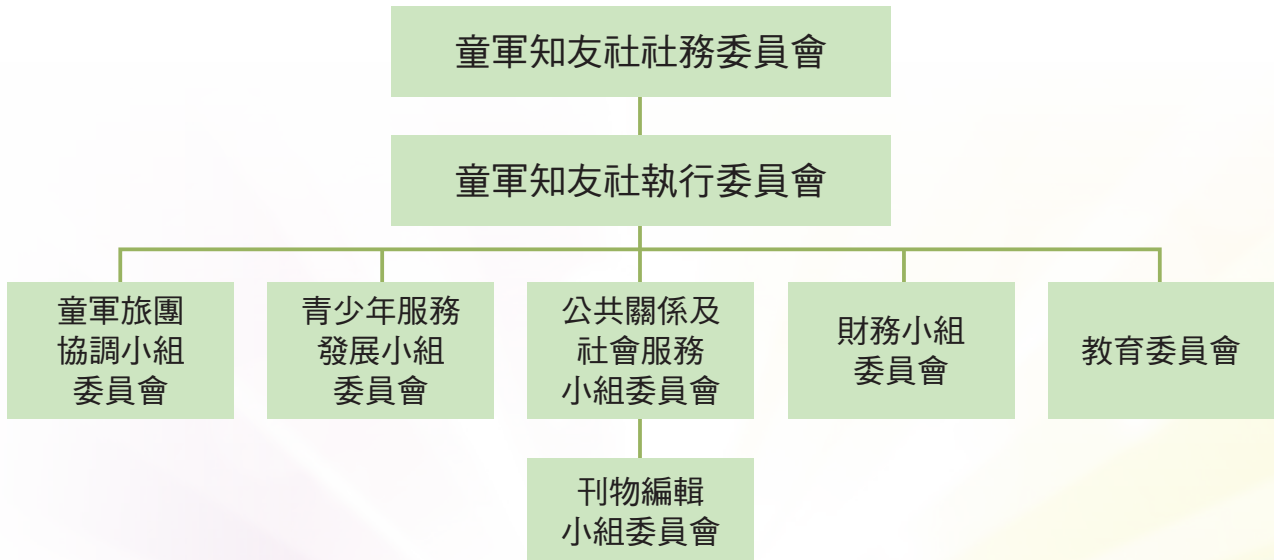 童軍知友社社務委員會
童軍知友社執行委員會
童軍旅團
協調小組
委員會
青少年服務
發展小組
委員會
公共關係及
社會服務
小組委員會
財務小組
委員會
教育委員會
刊物編輯
小組委員會